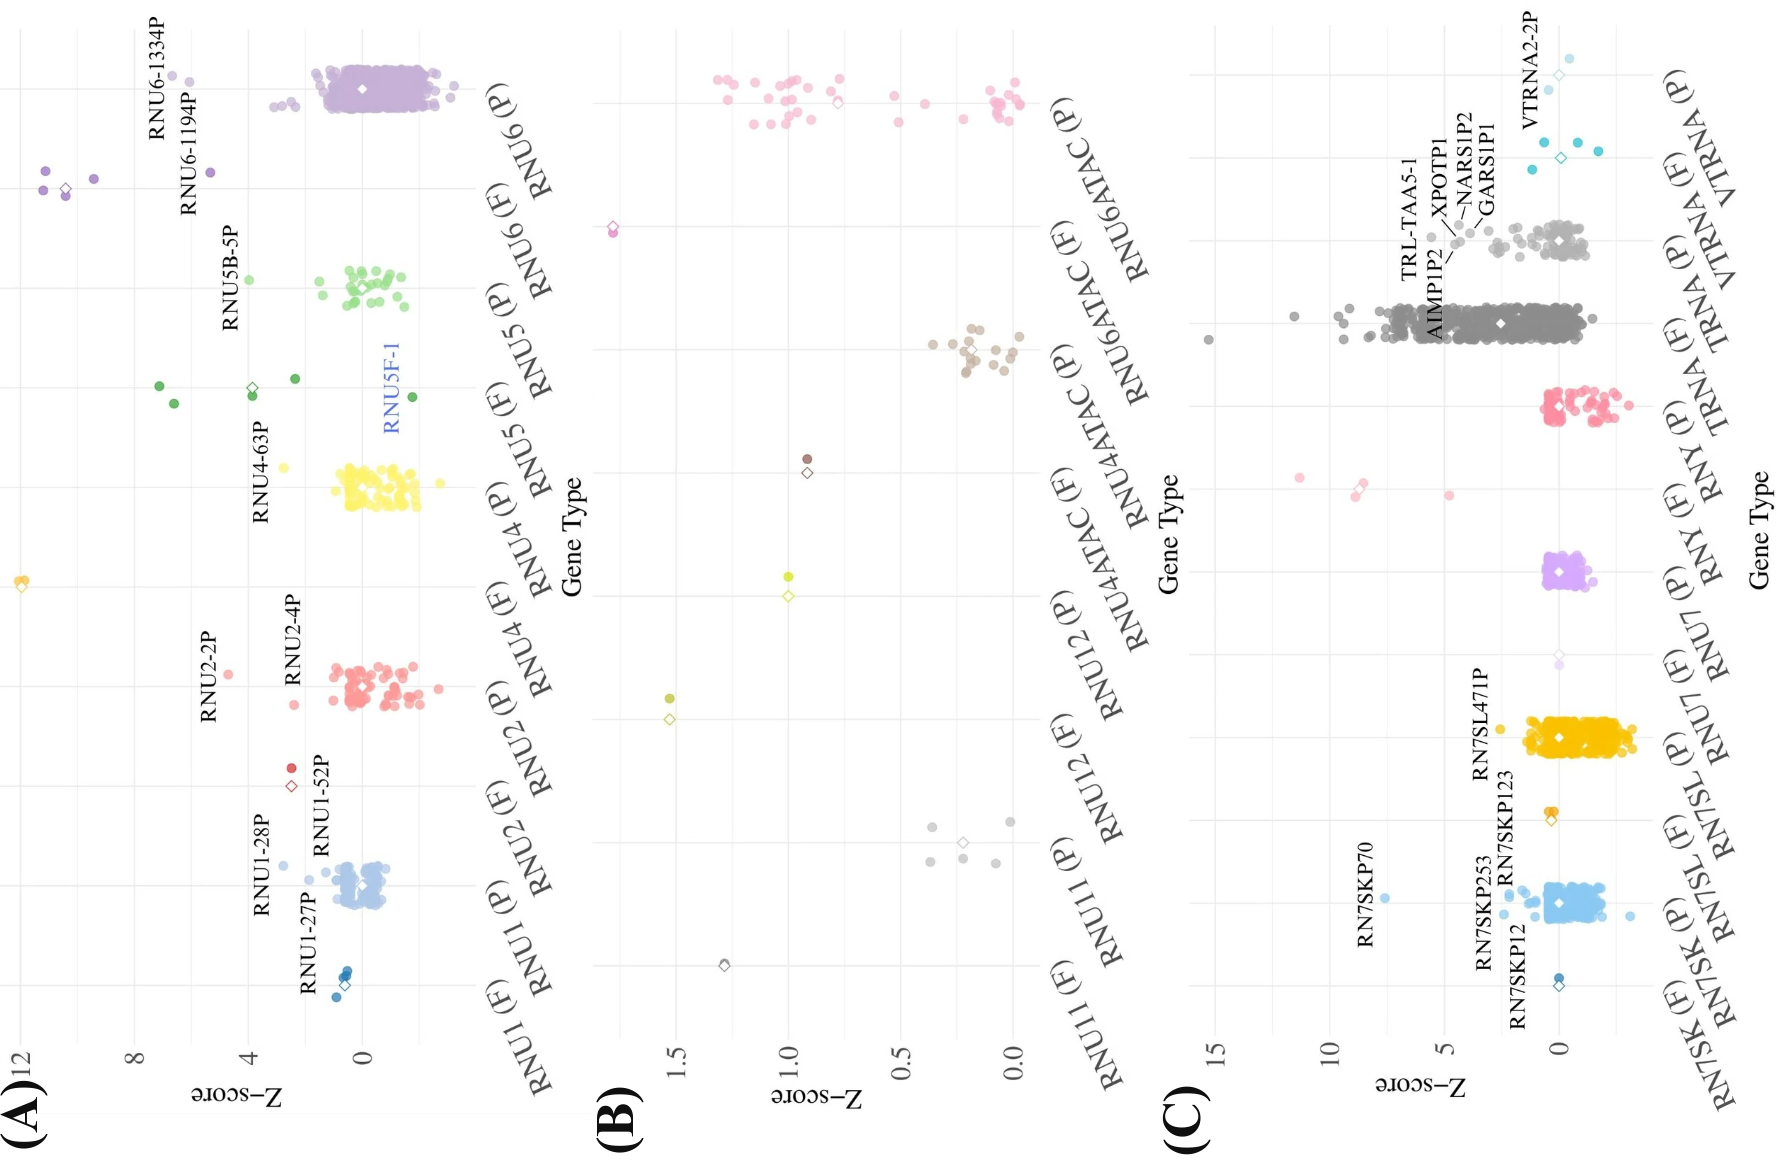 (A)
Z−score
12
8
4
0
RNU1-27P
RNU1-28P
RNU1-52P
RNU2-2P
RNU2-4P
RNU4-63P
RNU5F-1
RNU5B-5P
RNU6-1194P
RNU6-1334P
RNU1 (F)
RNU1 (P)
RNU2 (F)
RNU2 (P)
RNU4 (F)
RNU4 (P)
RNU5 (F)
RNU5 (P)
RNU6 (F)
RNU6 (P)
Gene Type
(B)
Z−score
1.5
1.0
0.5
0.0
RNU11 (F)
RNU11 (P)
RNU12 (F)
RNU12 (P)
RNU4ATAC (F)
RNU4ATAC (P)
RNU6ATAC (F)
RNU6ATAC (P)
Gene Type
(C)
Z−score
15
10
5
0
RN7SKP70
RN7SKP253
RN7SKP12
RN7SKP123
RN7SL471P
TRL-TAA5-1
AIMP1P2
XPOTP1
NARS1P2
GARS1P1
VTRNA2-2P
RN7SK (F)
RN7SK (P)
RN7SL (F)
RN7SL (P)
RNU7 (F)
RNU7 (P)
RNY (F)
RNY (P)
TRNA (F)
TRNA (P)
VTRNA (F)
VTRNA (P)
Gene Type